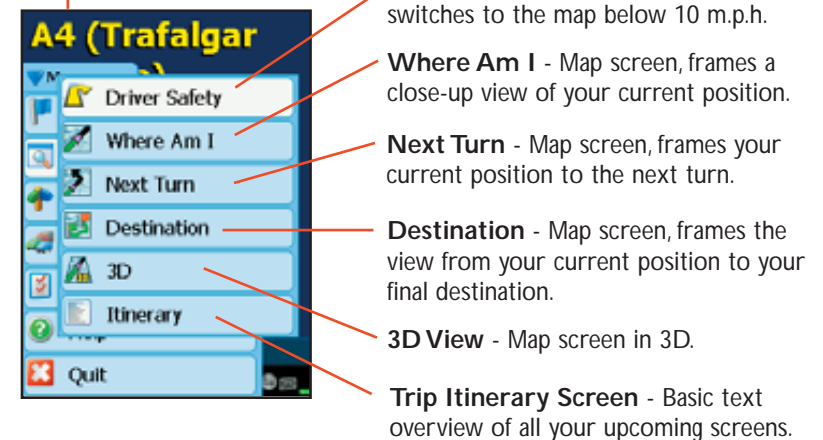 A4 (Trafalgar
Driver Safety
Where Am I
Next Turn
Destination
3D
Itinerary
Quit
switches to the map below 10 m.p.h.
Where Am I - Map screen, frames a
close-up view of your current position.
Next Turn - Map screen, frames your
current position to the next turn.
Destination - Map screen, frames the
view from your current position to your
final destination.
3D View - Map screen in 3D.
Trip Itinerary Screen - Basic text
overview of all your upcoming screens.